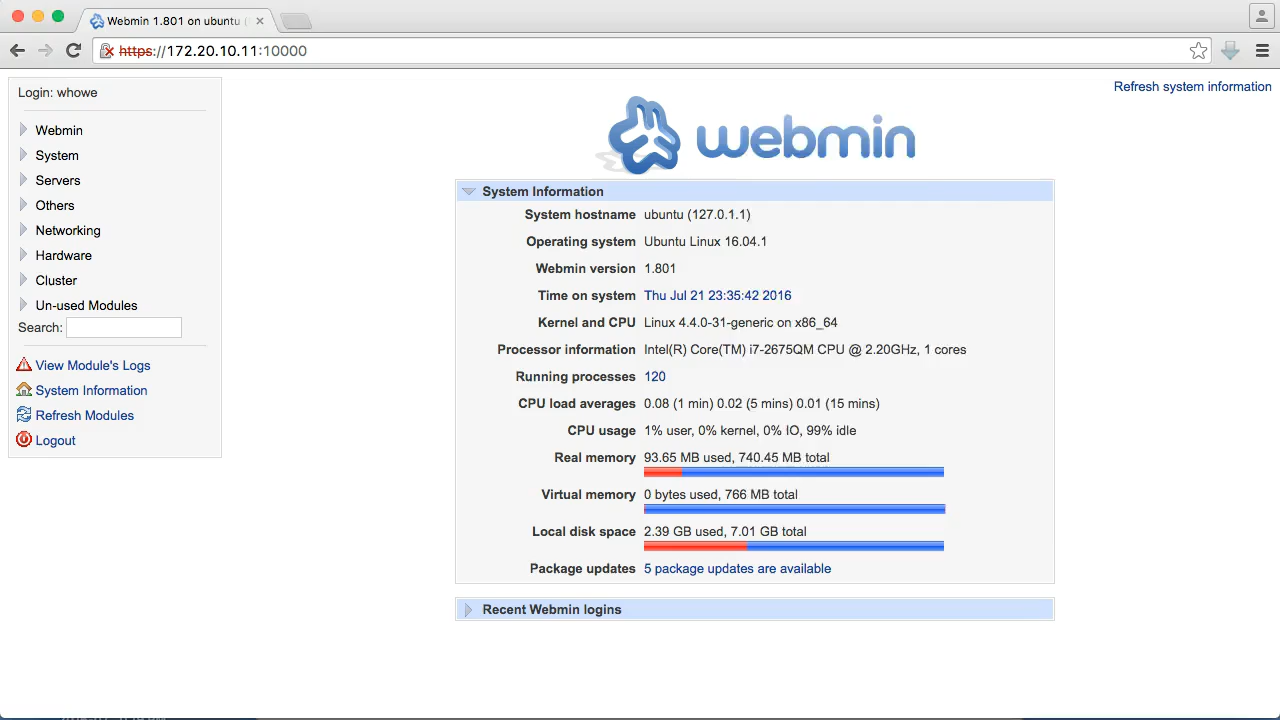 Webmin 1.801 on ubuntu (
https://172.20.10.11:10000
Login: whowe
Webmin
System
Servers
Others
Networking
Hardware
Cluster
Un-used Modules
Search:
View Module's Logs
System Information
Refresh Modules
Logout
Refresh system information
webmin
System Information
System hostname ubuntu (127.0.1.1)
Operating system Ubuntu Linux 16.04.1
Webmin version 1.801
Time on system Thu Jul 21 23:35:42 2016
Kernel and CPU Linux 4.4.0-31-generic on x86_64
Processor information Intel(R) Core(TM) i7-2675QM CPU @ 2.20GHz, 1 cores
Running processes 120
CPU load averages 0.08 (1 min) 0.02 (5 mins) 0.01 (15 mins)
CPU usage 1% user, 0% kernel, 0% IO, 99% idle
Real memory 93.65 MB used, 740.45 MB total
Virtual memory 0 bytes used, 766 MB total
Local disk space 2.39 GB used, 7.01 GB total
Package updates 5 package updates are available
Recent Webmin logins